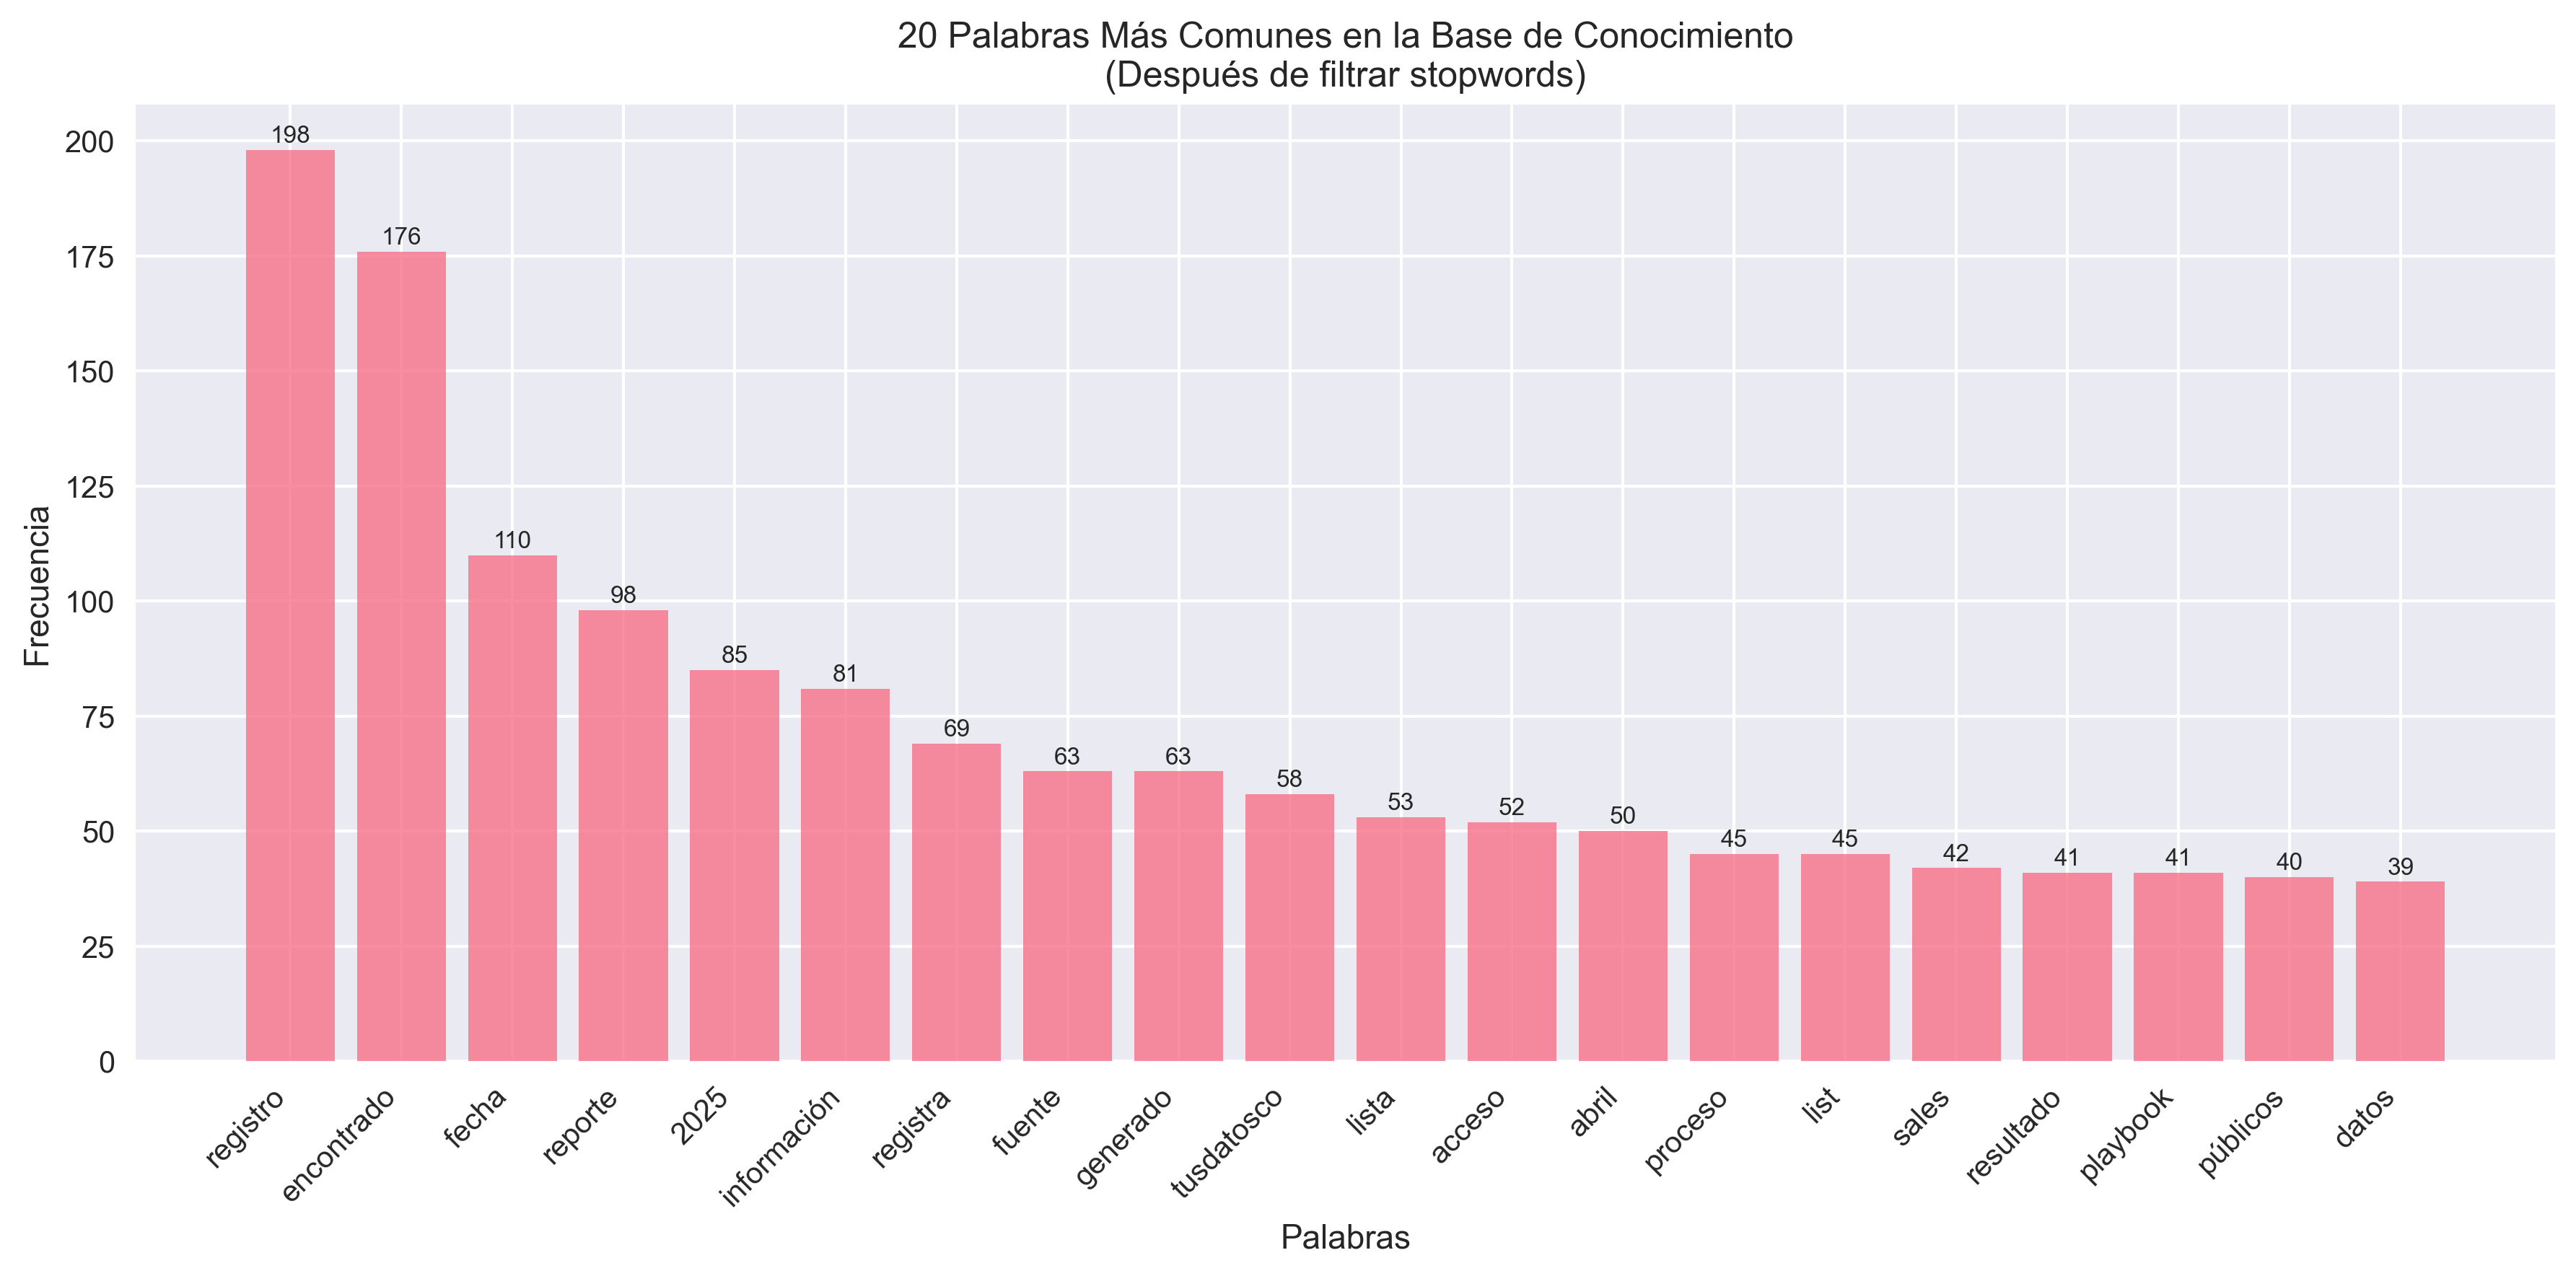 20 Palabras Más Comunes en la Base de Conocimiento
(Después de filtrar stopwords)
Frecuencia
200
175
150
125
100
75
50
25
0
198
176
110
98
85
81
69
63
63
58
53
52
50
45
45
42
41
41
40
39
registro
encontrado
fecha
reporte
2025
información
registra
fuente
generado
tusdatosco
lista
acceso
abril
proceso
list
sales
resultado
playbook
públicos
datos
Palabras